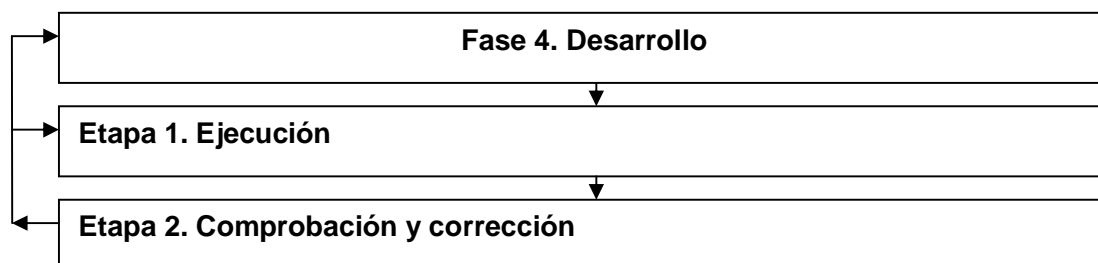 Fase 4. Desarrollo
Etapa 1. Ejecución
Etapa 2. Comprobación y corrección